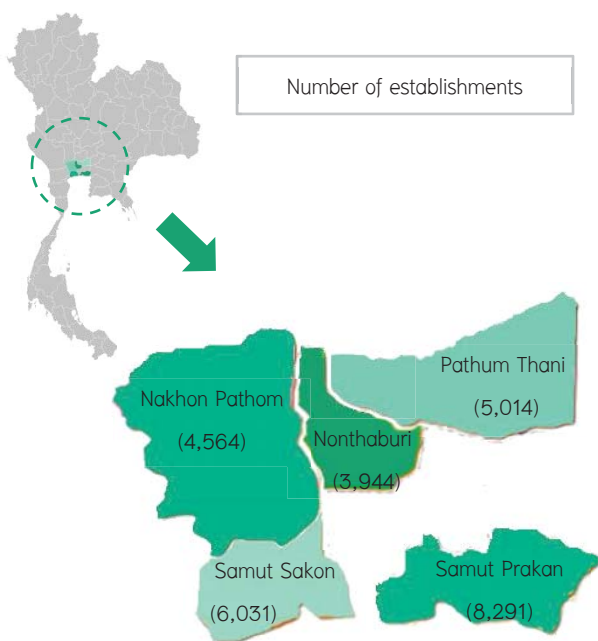 Number of establishments
Pathum Thani
(5,014)
Nakhon Pathom
(4,564)
Nonthaburi
(3,944)
Samut Sakon
(6,031)
Samut Prakan
(8,291)